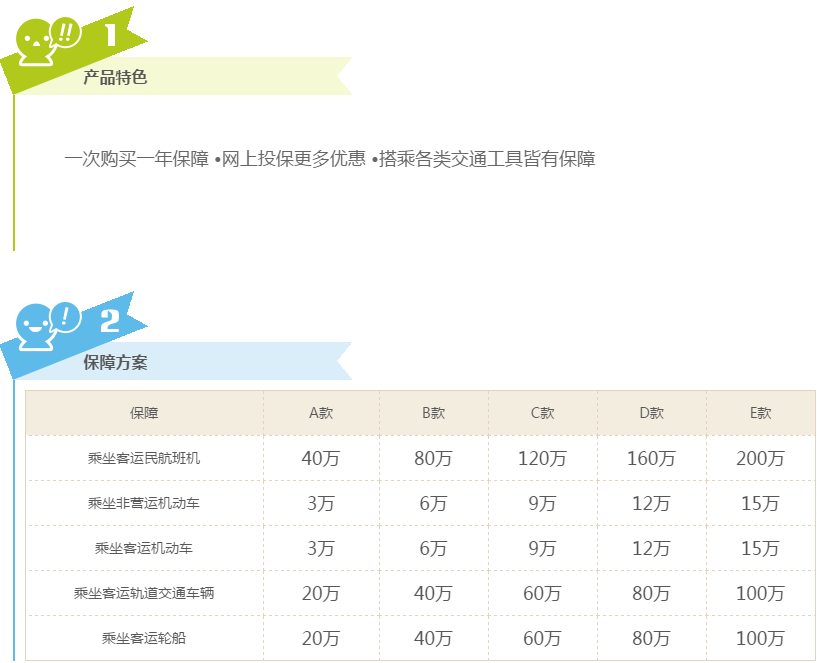 !! 1
产品特色
一次购买一年保障 •网上投保更多优惠 •搭乘各类交通工具皆有保障
! 2
保障方案
保障 A款 B款 C款 D款 E款
乘坐客运民航班机 40万 80万 120万 160万 200万
乘坐非营运机动车 3万 6万 9万 12万 15万
乘坐客运机动车 3万 6万 9万 12万 15万
乘坐客运轨道交通车辆 20万 40万 60万 80万 100万
乘坐客运轮船 20万 40万 60万 80万 100万